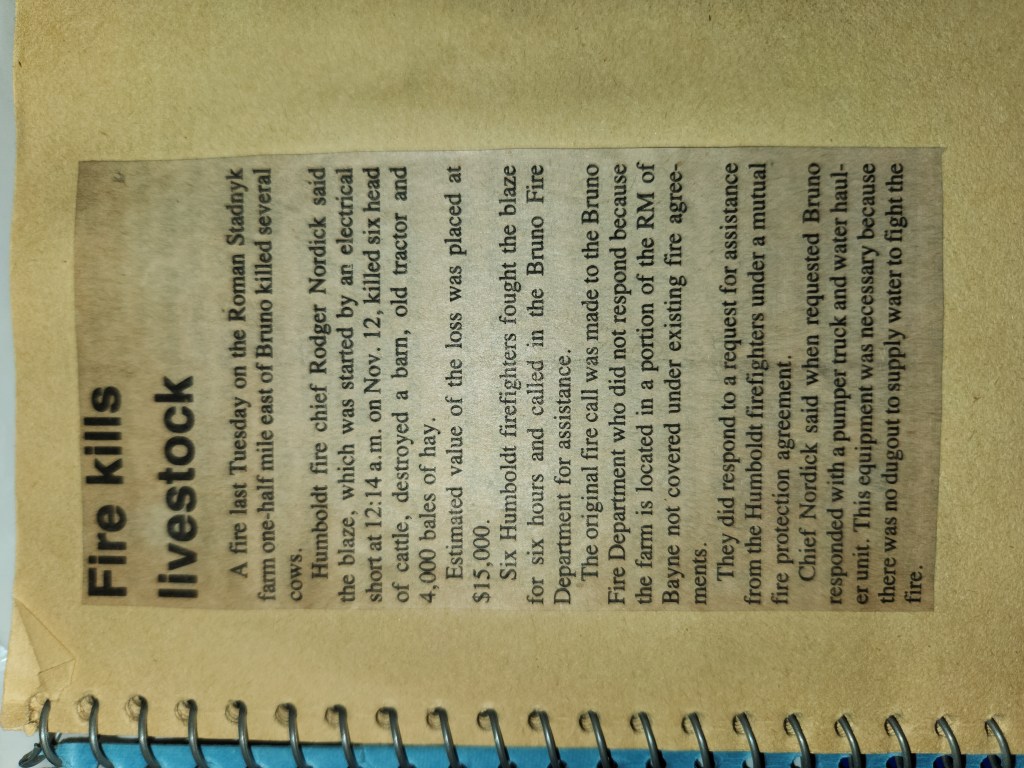 Fire kills
livestock
A fire last Tuesday on the Roman Stadnyk
farm one-half mile east of Bruno killed several
cows.
Humboldt fire chief Rodger Nordick said
the blaze, which was started by an electrical
short at 12:14 a.m. on Nov. 12, killed six head
of cattle, destroyed a barn, old tractor and
4,000 bales of hay.
Estimated value of the loss was placed at
$15,000.
Six Humboldt firefighters fought the blaze
for six hours and called in the Bruno Fire
Department for assistance.
The original fire call was made to the Bruno
Fire Department who did not respond because
the farm is located in a portion of the RM of
Bayne not covered under existing fire agree-
ments.
They did respond to a request for assistance
from the Humboldt firefighters under a mutual
fire protection agreement.
Chief Nordick said when requested Bruno
responded with a pumper truck and water haul-
er unit. This equipment was necessary because
there was no dugout to supply water to fight the
fire.